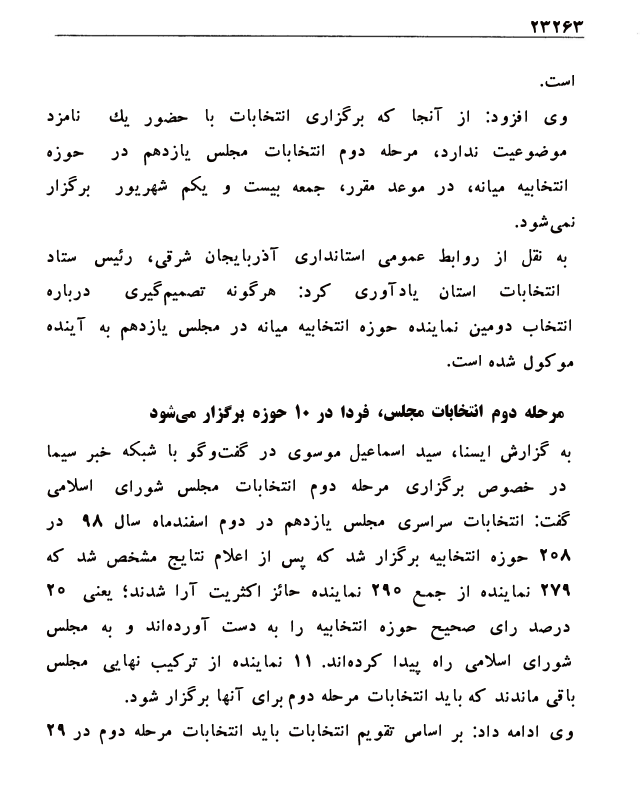 ۲۳۲۶۳
است.
وی افزود: از آنجا که برگزاری انتخابات با حضور یك نامزد
موضوعیت ندارد، مرحله دوم انتخابات مجلس یازدهم در حوزه
انتخابیه میانه، در موعد مقرر، جمعه بیست و یکم شهریور برگزار
نمی‌شود.
به نقل از روابط عمومی استانداری آذربایجان شرقی، رئیس ستاد
انتخابات استان یادآوری کرد: هرگونه تصمیم‌گیری درباره
انتخاب دومین نماینده حوزه انتخابیه میانه در مجلس یازدهم به آینده
موکول شده است.
مرحله دوم انتخابات مجلس، فردا در ۱۰ حوزه برگزار می‌شود
به گزارش ایسنا، سید اسماعیل موسوی در گفت‌وگو با شبکه خبر سیما
در خصوص برگزاری مرحله دوم انتخابات مجلس شورای اسلامی
گفت: انتخابات سراسری مجلس یازدهم در دوم اسفندماه سال ۹۸ در
۲۰۸ حوزه انتخابیه برگزار شد که پس از اعلام نتایج مشخص شد که
۲۷۹ نماینده از جمع ۲۹۰ نماینده حائز اکثریت آرا شدند؛ یعنی ۲۰
درصد رای صحیح حوزه انتخابیه را به دست آورده‌اند و به مجلس
شورای اسلامی راه پیدا کرده‌اند. ۱۱ نماینده از ترکیب نهایی مجلس
باقی ماندند که باید انتخابات مرحله دوم برای آنها برگزار شود.
وی ادامه داد: بر اساس تقویم انتخابات باید انتخابات مرحله دوم در ۲۹